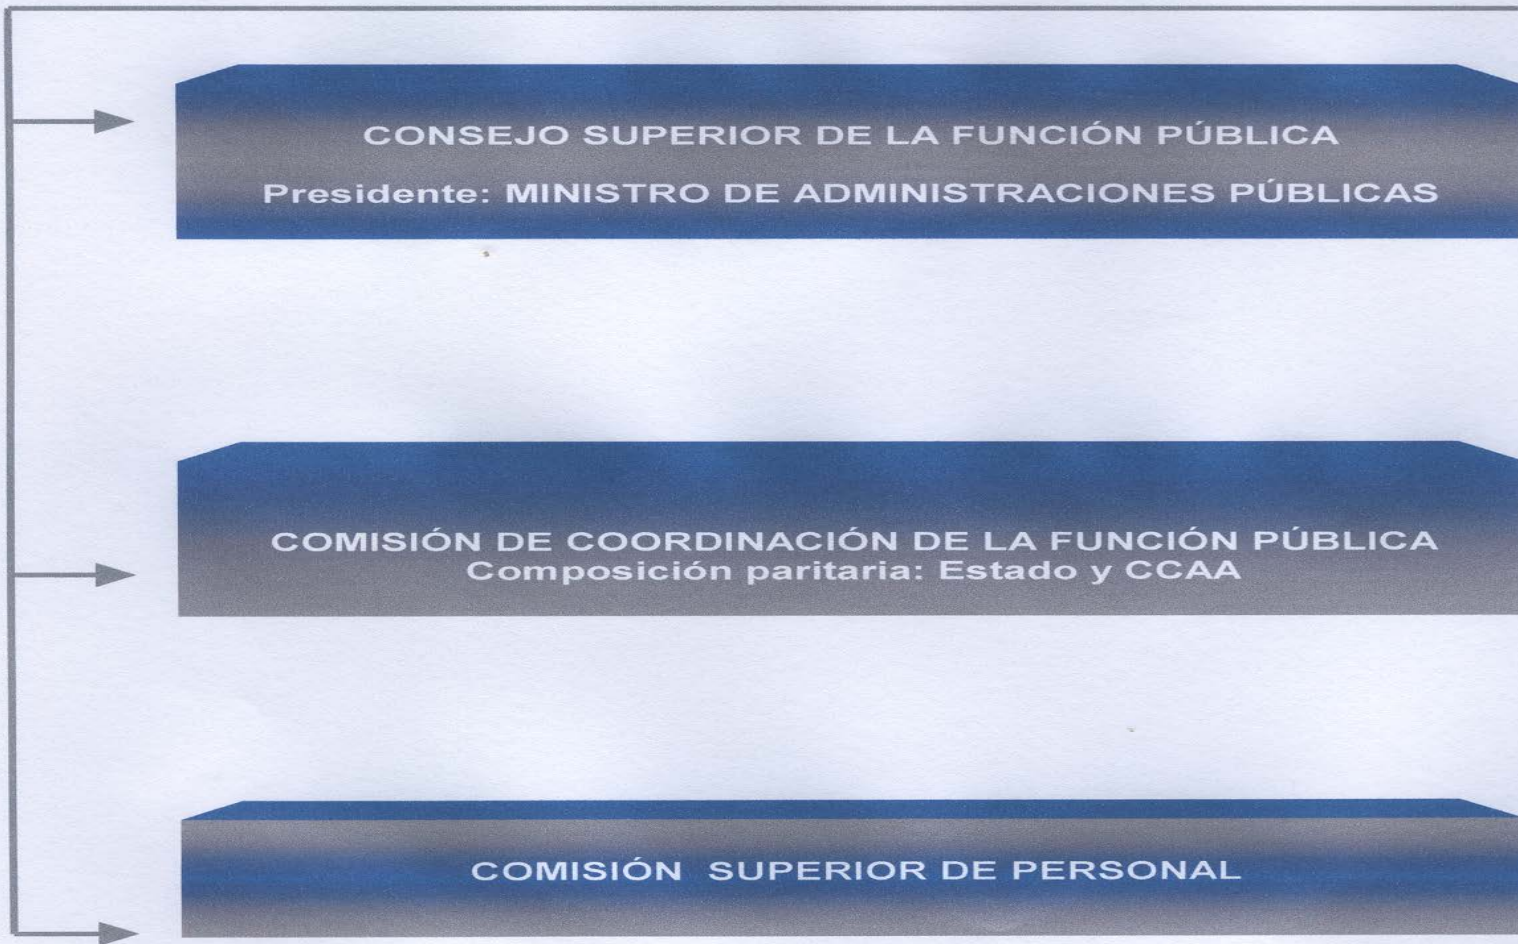 CONSEJO SUPERIOR DE LA FUNCIÓN PÚBLICA
Presidente: MINISTRO DE ADMINISTRACIONES PÚBLICAS
COMISIÓN DE COORDINACIÓN DE LA FUNCIÓN PÚBLICA
Composición paritaria: Estado y CCAA
COMISIÓN SUPERIOR DE PERSONAL